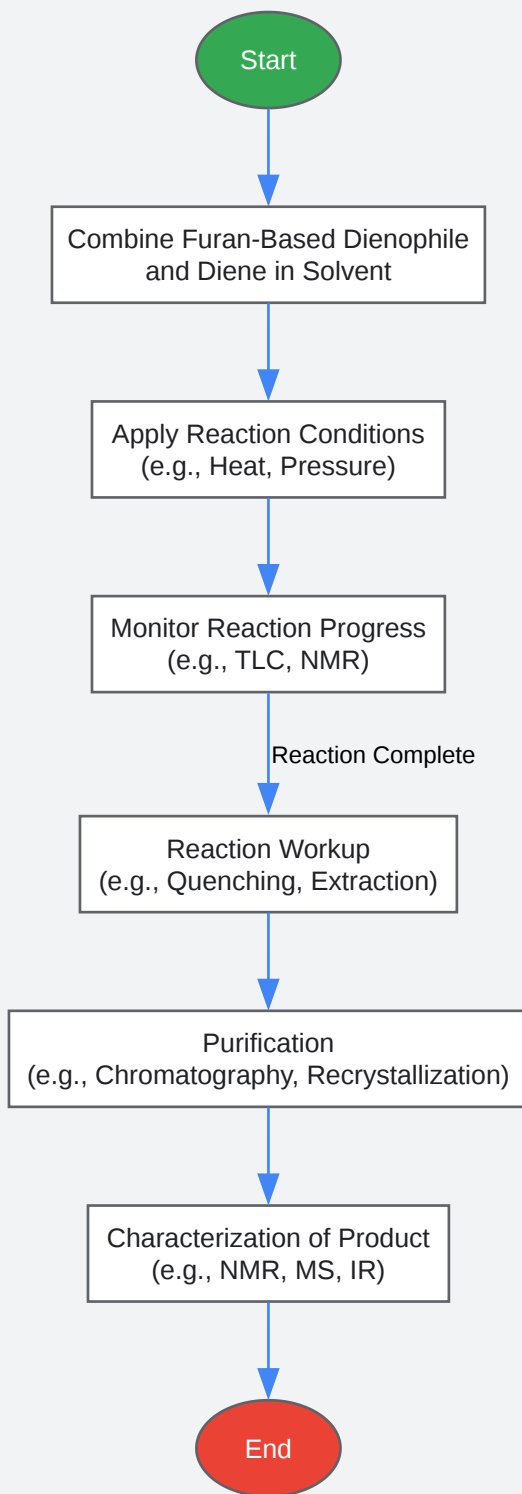 Start
Combine Furan-Based Dienophile
and Diene in Solvent
Apply Reaction Conditions
(e.g., Heat, Pressure)
Monitor Reaction Progress
(e.g., TLC, NMR)
Reaction Complete
Reaction Workup
(e.g., Quenching, Extraction)
Purification
(e.g., Chromatography, Recrystallization)
Characterization of Product
(e.g., NMR, MS, IR)
End